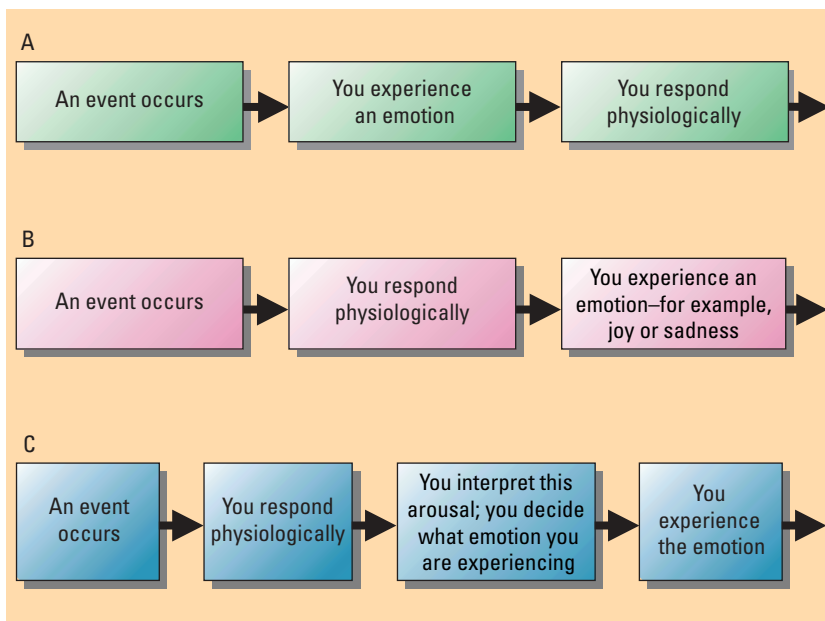 A
An event occurs
You experience
an emotion
You respond
physiologically
B
An event occurs
You respond
physiologically
You experience an
emotion–for example,
joy or sadness
C
An event
occurs
You respond
physiologically
You interpret this
arousal; you decide
what emotion you
are experiencing
You
experience
the emotion